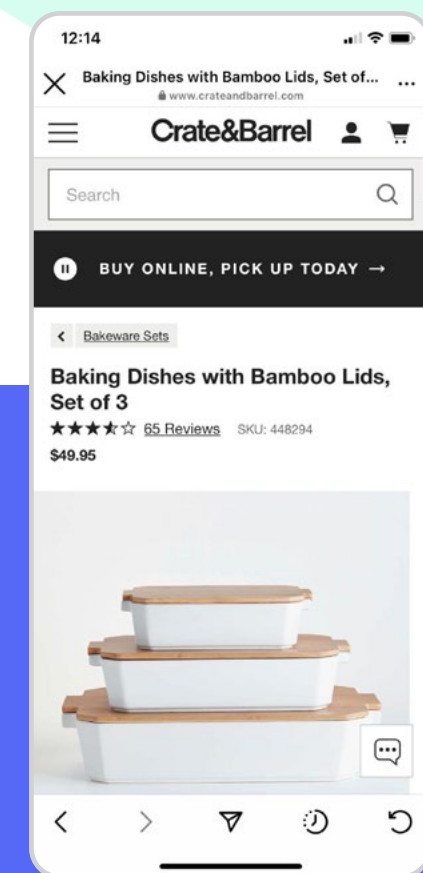 12:14
Baking Dishes with Bamboo Lids, Set of...
www.crateandbarrel.com
Crate&Barrel
Search
BUY ONLINE, PICK UP TODAY →
Bakeware Sets
Baking Dishes with Bamboo Lids,
Set of 3
65 Reviews SKU: 448294
$49.95